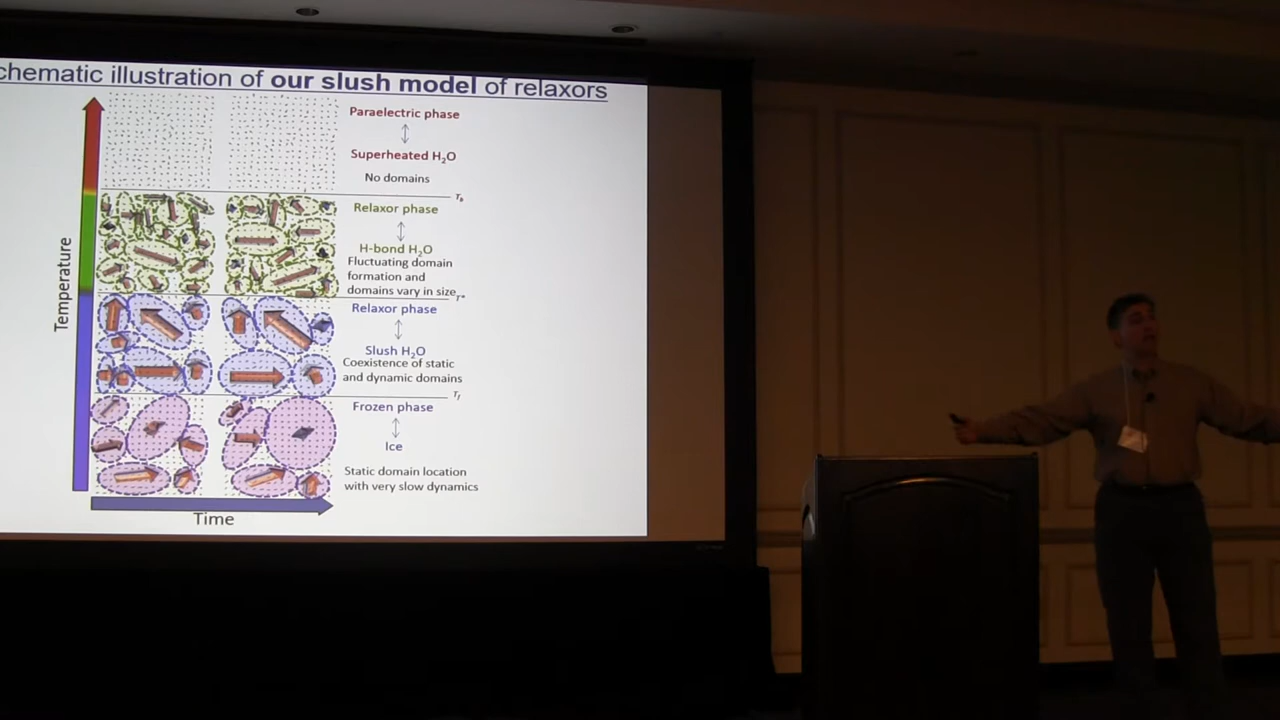 chematic illustration of our slush model of relaxors
Paraelectric phase
Superheated H₂O
No domains
Relaxor phase
H-bond H₂O
Fluctuating domain
formation and
domains vary in size
T*
Relaxor phase
Slush H₂O
Coexistence of static
and dynamic domains
Frozen phase
Ice
Static domain location
with very slow dynamics
Temperature
Time